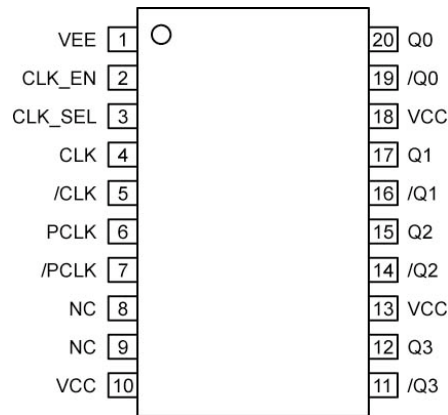 VEE 1 20 Q0
CLK_EN 2 19 /Q0
CLK_SEL 3 18 VCC
CLK 4 17 Q1
/CLK 5 16 /Q1
PCLK 6 15 Q2
/PCLK 7 14 /Q2
NC 8 13 VCC
NC 9 12 Q3
VCC 10 11 /Q3